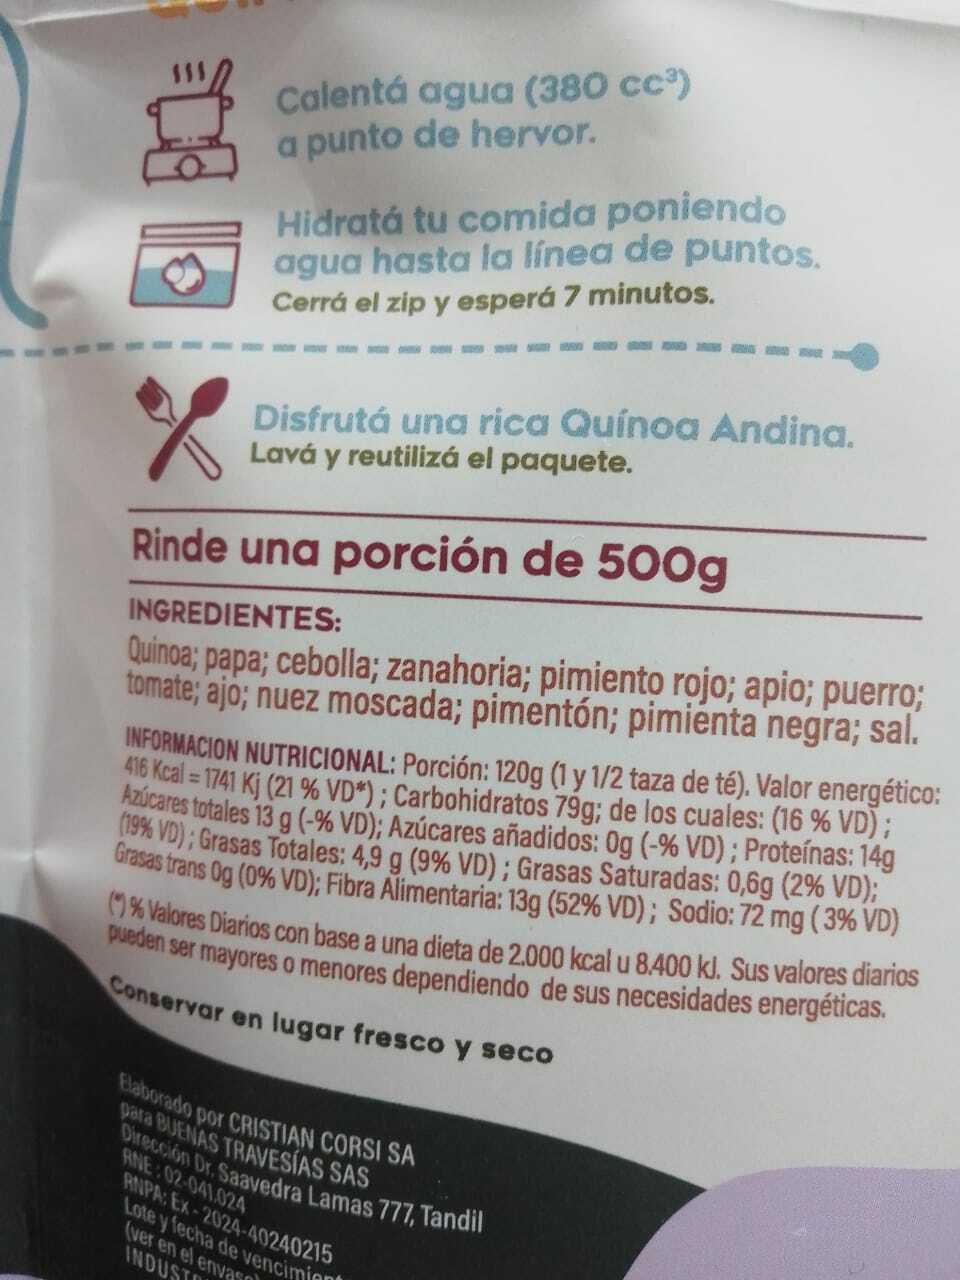 Calentá agua (380 cc³)
a punto de hervor.
Hidratá tu comida poniendo
agua hasta la línea de puntos.
Cerrá el zip y esperá 7 minutos.
Disfrutá una rica Quínoa Andina.
Lavá y reutilizá el paquete.
Rinde una porción de 500g
INGREDIENTES:
Quinoa; papa; cebolla; zanahoria; pimiento rojo; apio; puerro;
tomate; ajo; nuez moscada; pimentón; pimienta negra; sal.
INFORMACION NUTRICIONAL: Porción: 120g (1 y 1/2 taza de té). Valor energético:
416 Kcal = 1741 Kj (21 % VD*) ; Carbohidratos 79g; de los cuales: (16 % VD) ;
Azúcares totales 13 g (-% VD); Azúcares añadidos: 0g (-% VD) ; Proteínas: 14g
(19% VD) ; Grasas Totales: 4,9 g (9% VD) ; Grasas Saturadas: 0,6g (2% VD);
Grasas trans 0g (0% VD); Fibra Alimentaria: 13g (52% VD) ; Sodio: 72 mg ( 3% VD)
(*) % Valores Diarios con base a una dieta de 2.000 kcal u 8.400 kJ. Sus valores diarios
pueden ser mayores o menores dependiendo de sus necesidades energéticas.
Conservar en lugar fresco y seco
Elaborado por CRISTIAN CORSI SA
para BUENAS TRAVESÍAS SAS
Dirección Dr. Saavedra Lamas 777, Tandil
RNE : 02-041.024
RNPA: Ex - 2024-40240215
Lote y fecha de vencimient
(ver en el envase)